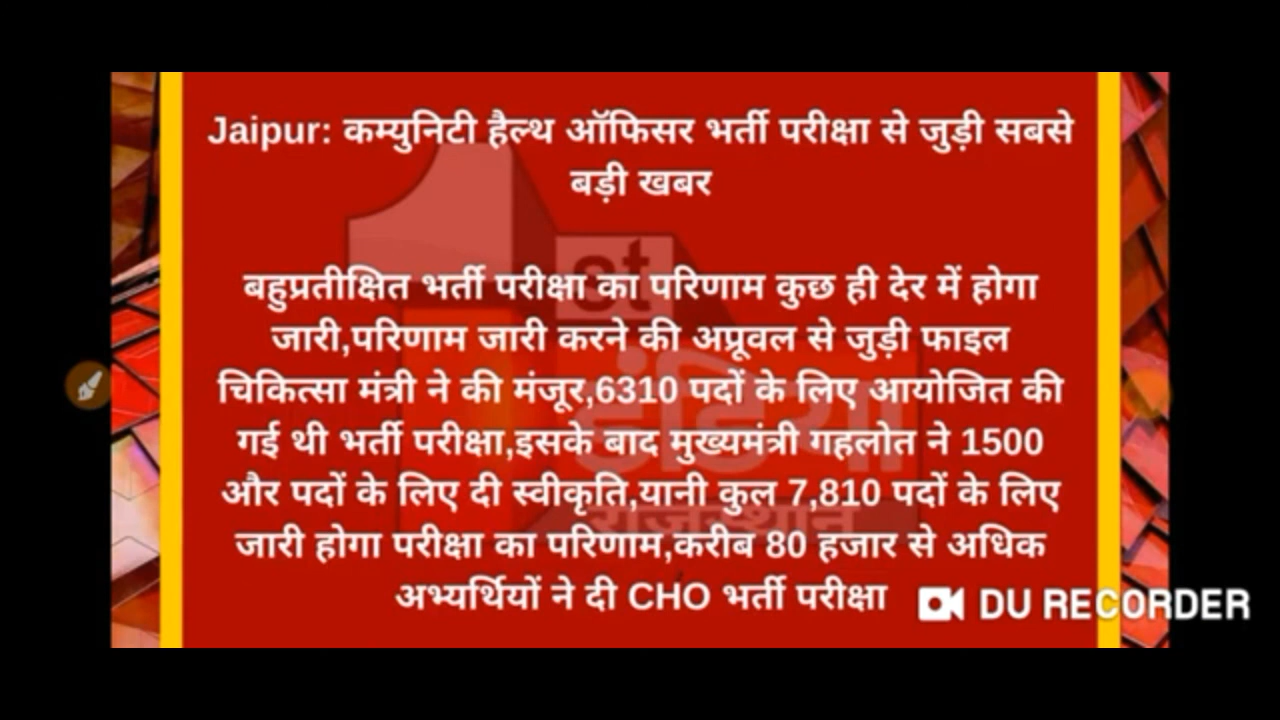 Jaipur: कम्युनिटी हैल्थ ऑफिसर भर्ती परीक्षा से जुड़ी सबसे
बड़ी खबर
बहुप्रतीक्षित भर्ती परीक्षा का परिणाम कुछ ही देर में होगा
जारी,परिणाम जारी करने की अप्रूवल से जुड़ी फाइल
चिकित्सा मंत्री ने की मंजूर,6310 पदों के लिए आयोजित की
गई थी भर्ती परीक्षा,इसके बाद मुख्यमंत्री गहलोत ने 1500
और पदों के लिए दी स्वीकृति,यानी कुल 7,810 पदों के लिए
जारी होगा परीक्षा का परिणाम,करीब 80 हजार से अधिक
अभ्यर्थियों ने दी CHO भर्ती परीक्षा
DU RECORDER
1st
इंडिया
राजस्थान